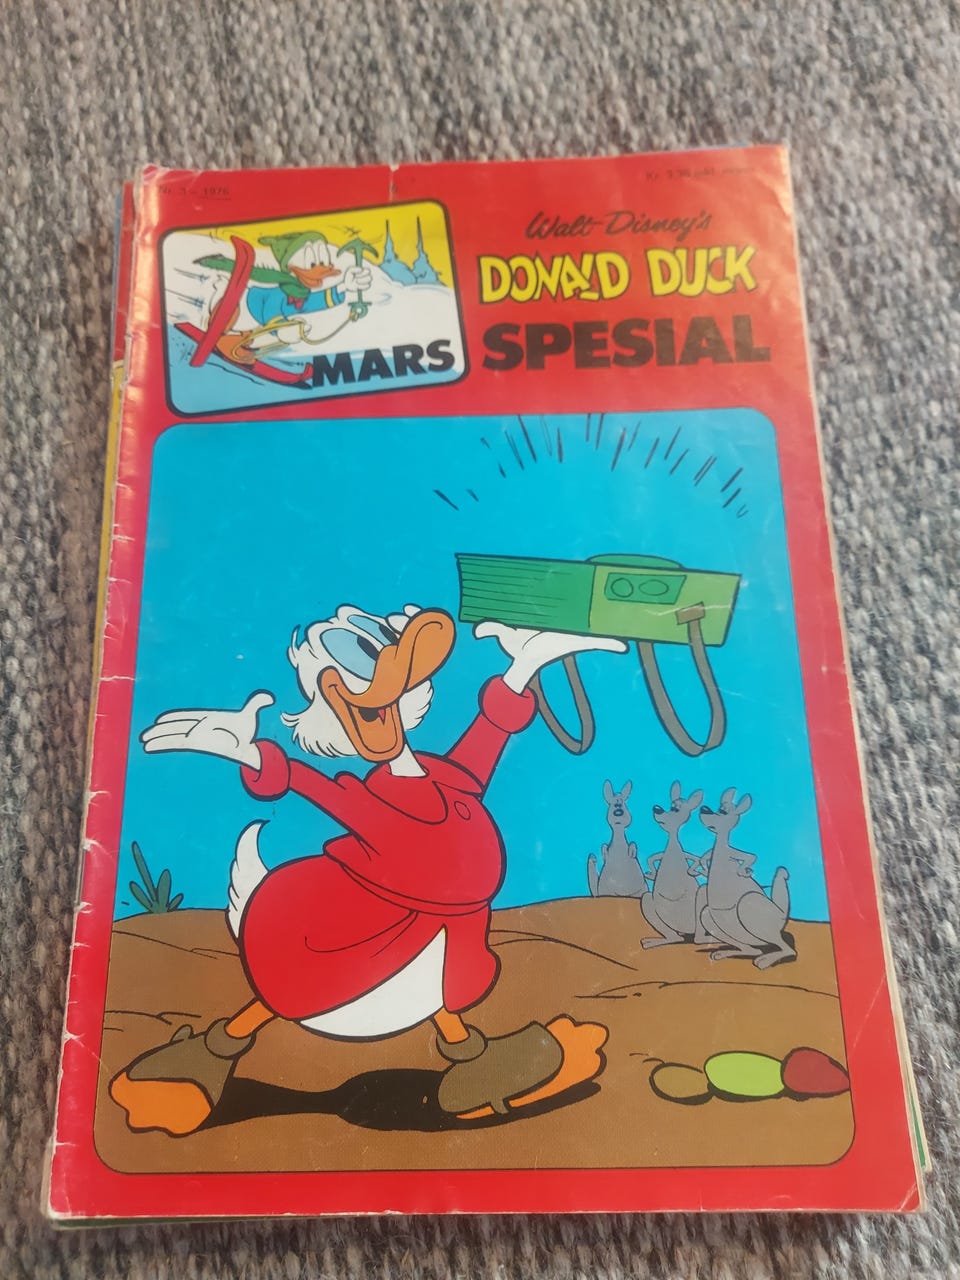 Nr. 3 - 1976
Walt Disney's
DONALD DUCK
SPESIAL
MARS